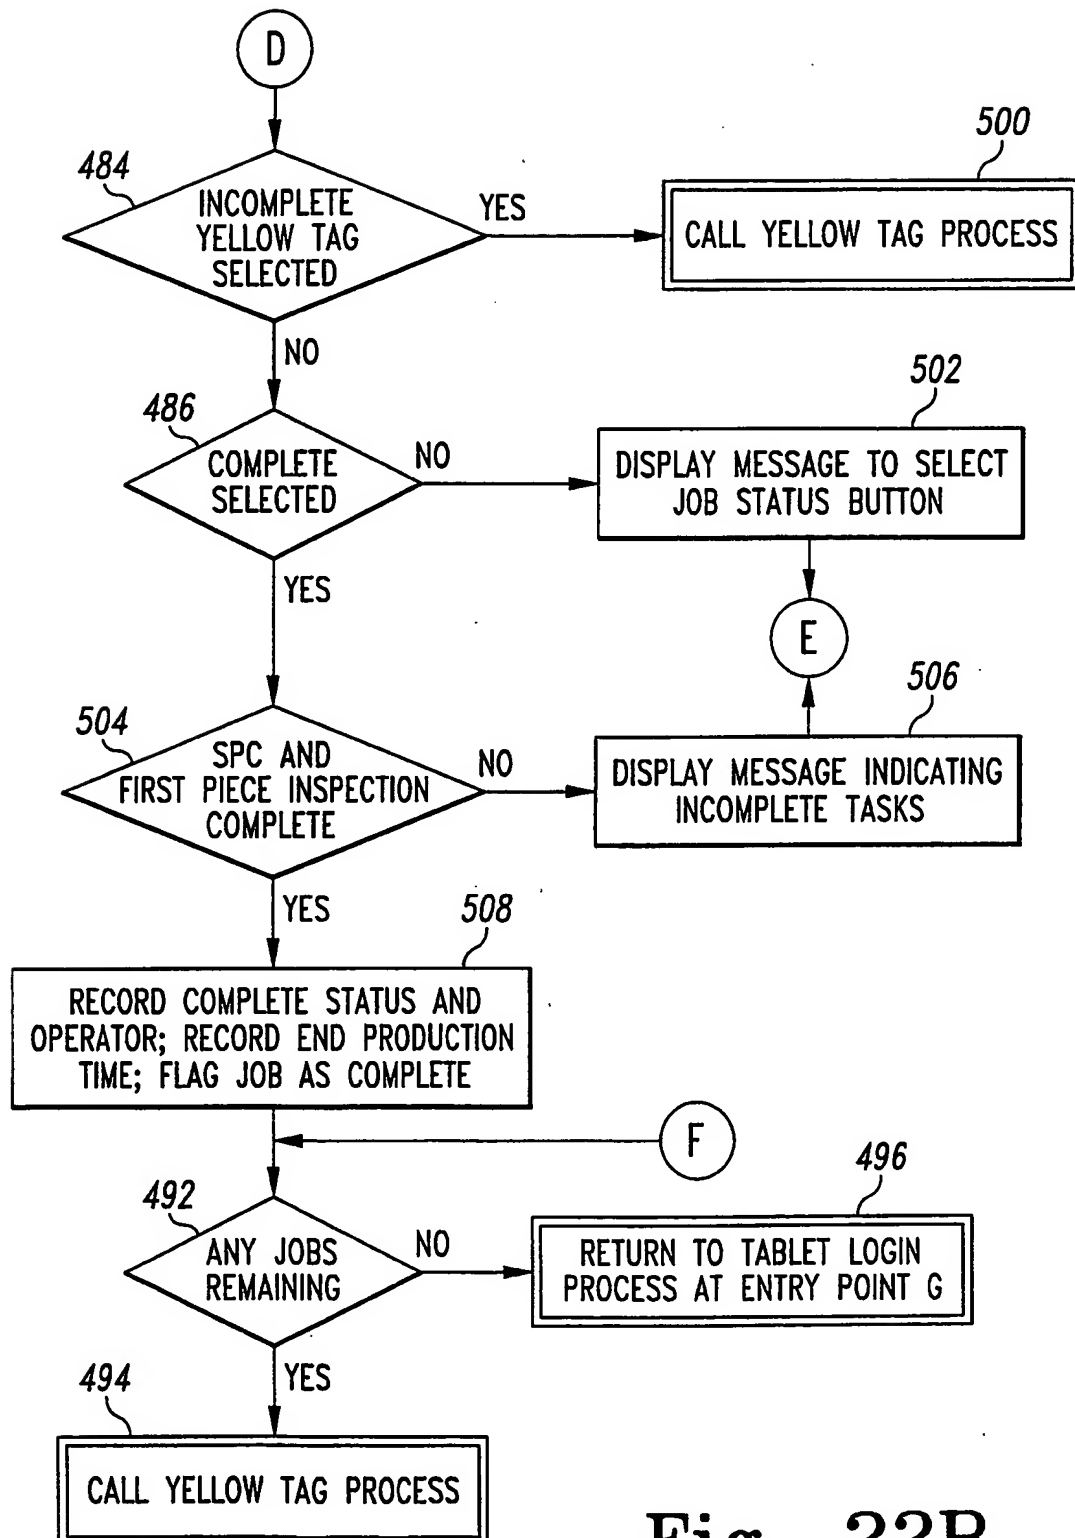 D
484
INCOMPLETE
YELLOW TAG
SELECTED
YES
500
CALL YELLOW TAG PROCESS
NO
486
COMPLETE
SELECTED
NO
502
DISPLAY MESSAGE TO SELECT
JOB STATUS BUTTON
YES
E
504
SPC AND
FIRST PIECE INSPECTION
COMPLETE
NO
506
DISPLAY MESSAGE INDICATING
INCOMPLETE TASKS
YES
508
RECORD COMPLETE STATUS AND
OPERATOR; RECORD END PRODUCTION
TIME; FLAG JOB AS COMPLETE
F
492
ANY JOBS
REMAINING
NO
496
RETURN TO TABLET LOGIN
PROCESS AT ENTRY POINT G
YES
494
CALL YELLOW TAG PROCESS